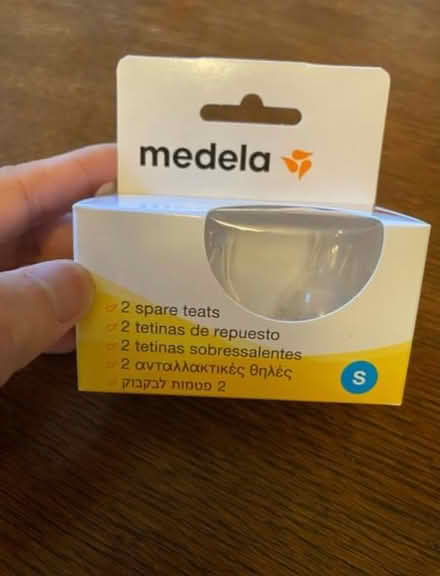 medela
2 spare teats
2 tetinas de repuesto
2 tetinas sobressalentes
2 ανταλλακτικές θηλές
2 פטמות לבקבוק
S